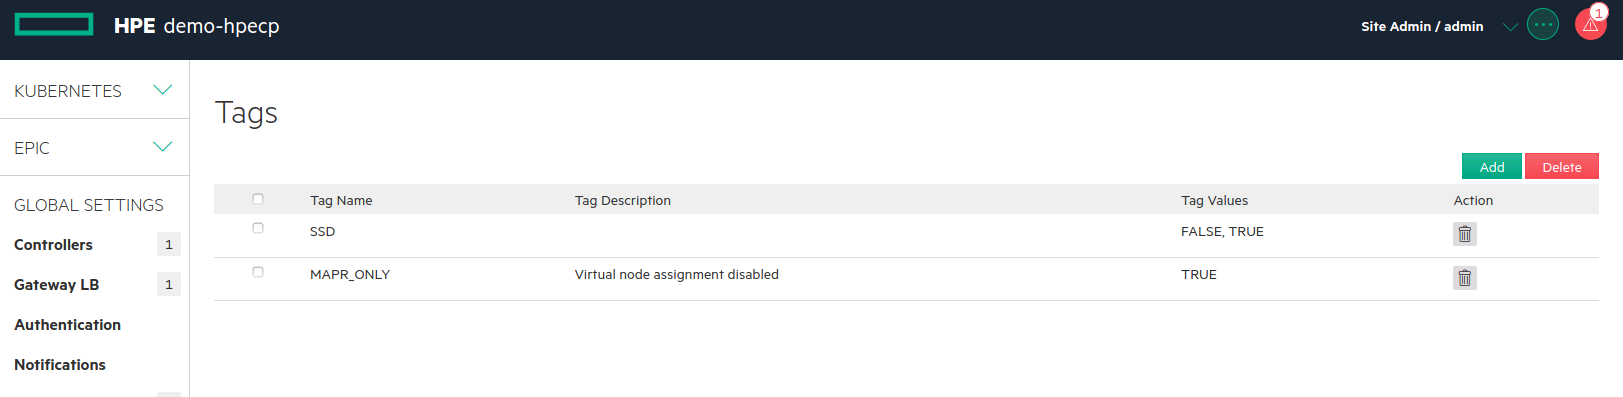 HPE demo-hpecp
Site Admin / admin
1
KUBERNETES
EPIC
GLOBAL SETTINGS
Controllers 1
Gateway LB 1
Authentication
Notifications
Tags
Add Delete
Tag Name Tag Description Tag Values Action
SSD FALSE, TRUE
MAPR_ONLY Virtual node assignment disabled TRUE